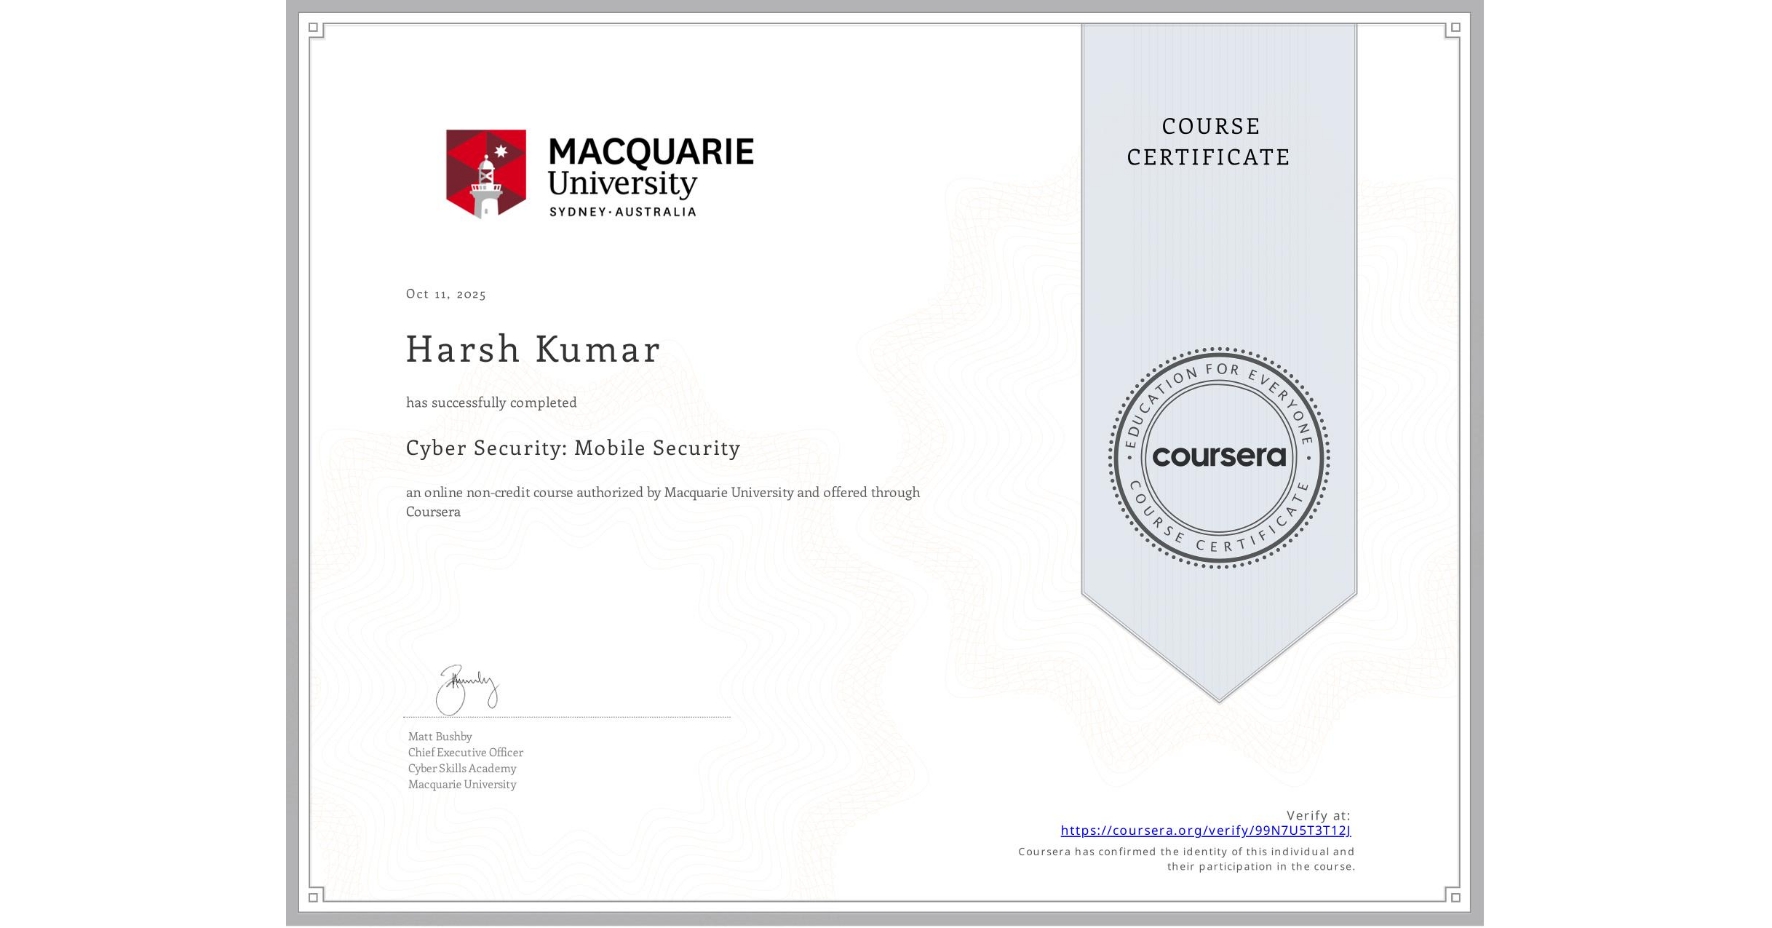 MACQUARIE
University
SYDNEY·AUSTRALIA
COURSE
CERTIFICATE
Oct 11, 2025
Harsh Kumar
has successfully completed
Cyber Security: Mobile Security
an online non-credit course authorized by Macquarie University and offered through
Coursera
EDUCATION FOR EVERYONE
coursera
COURSE CERTIFICATE
Matt Bushby
Chief Executive Officer
Cyber Skills Academy
Macquarie University
Verify at:
https://coursera.org/verify/99N7U5T3T12J
Coursera has confirmed the identity of this individual and
their participation in the course.